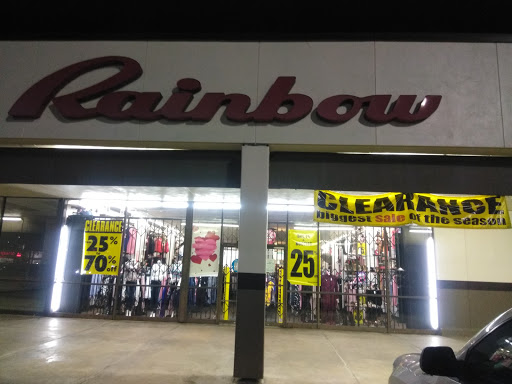 Rainbow
CLEARANCE
biggest sale of the season
CLEARANCE
25%
70% off
25